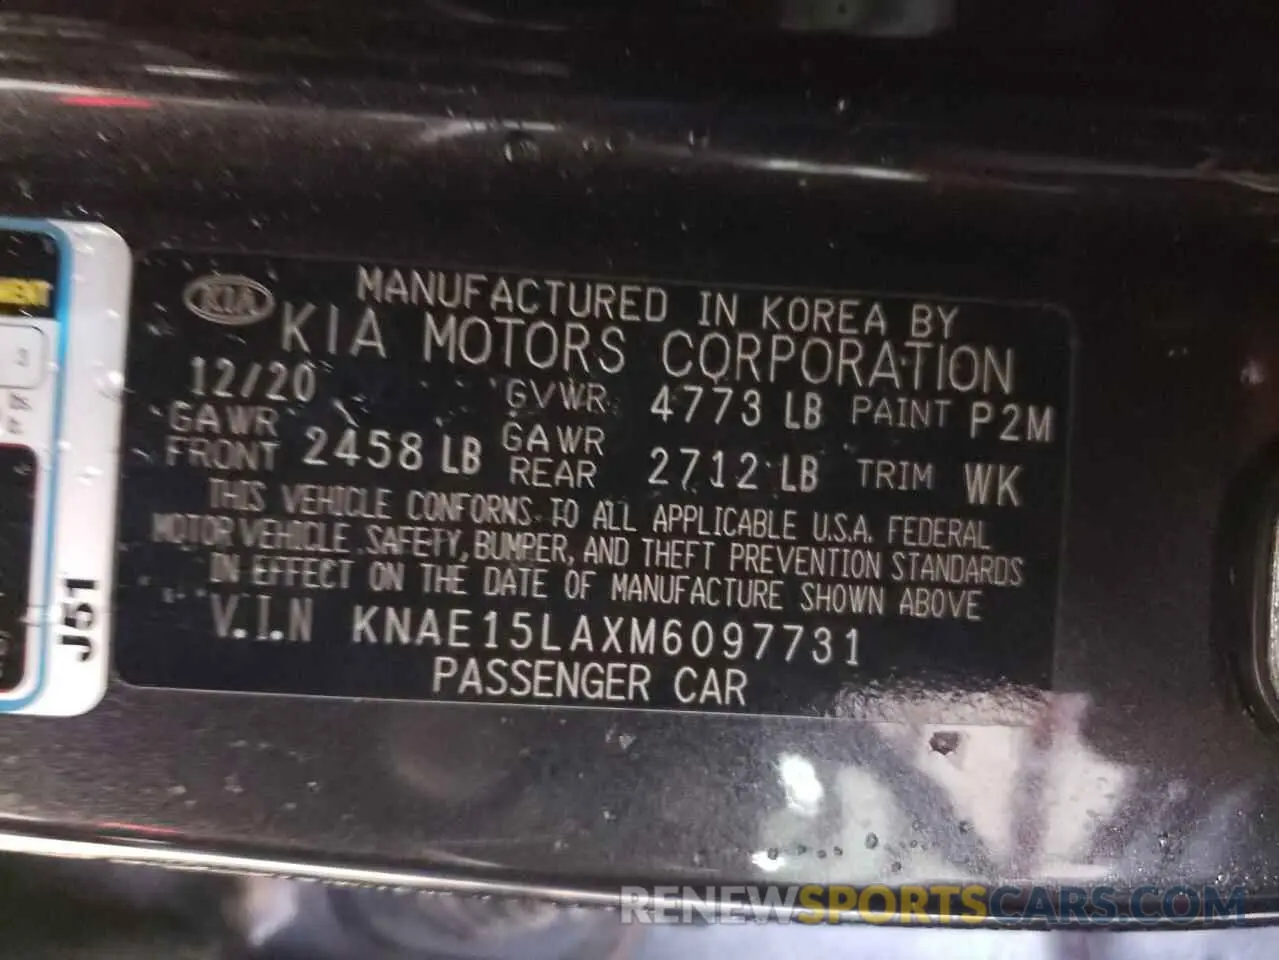 KIA
MANUFACTURED IN KOREA BY
KIA MOTORS CORPORATION
12/20 GVWR 4773 LB PAINT P2M
GAWR FRONT 2458 LB GAWR REAR 2712 LB TRIM WK
THIS VEHICLE CONFORMS TO ALL APPLICABLE U.S.A. FEDERAL
MOTOR VEHICLE SAFETY, BUMPER, AND THEFT PREVENTION STANDARDS
IN EFFECT ON THE DATE OF MANUFACTURE SHOWN ABOVE
V.I.N KNAE15LAXM6097731
PASSENGER CAR
J51
3
RENEWSPORTSCARS.COM